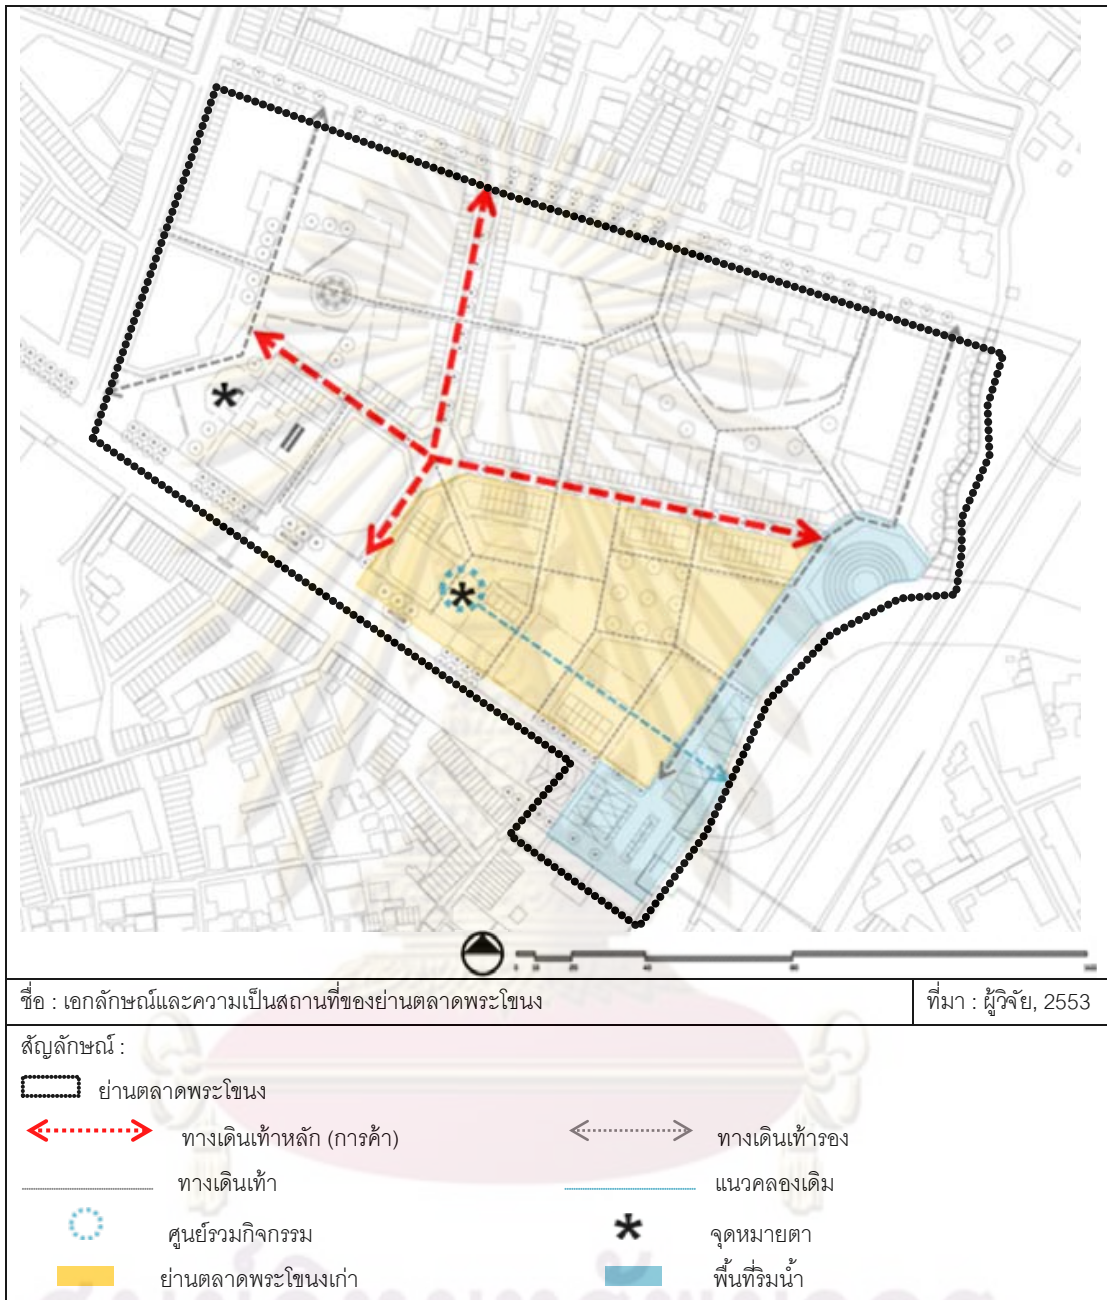 ชื่อ : เอกลักษณ์และความเป็นสถานที่ของย่านตลาดพระโขนง
ที่มา : ผู้วิจัย, 2553
สัญลักษณ์ :
ย่านตลาดพระโขนง
ทางเดินเท้าหลัก (การค้า)
ทางเดินเท้ารอง
ทางเดินเท้า
แนวคลองเดิม
ศูนย์รวมกิจกรรม
จุดหมายตา
ย่านตลาดพระโขนงเก่า
พื้นที่ริมน้ำ